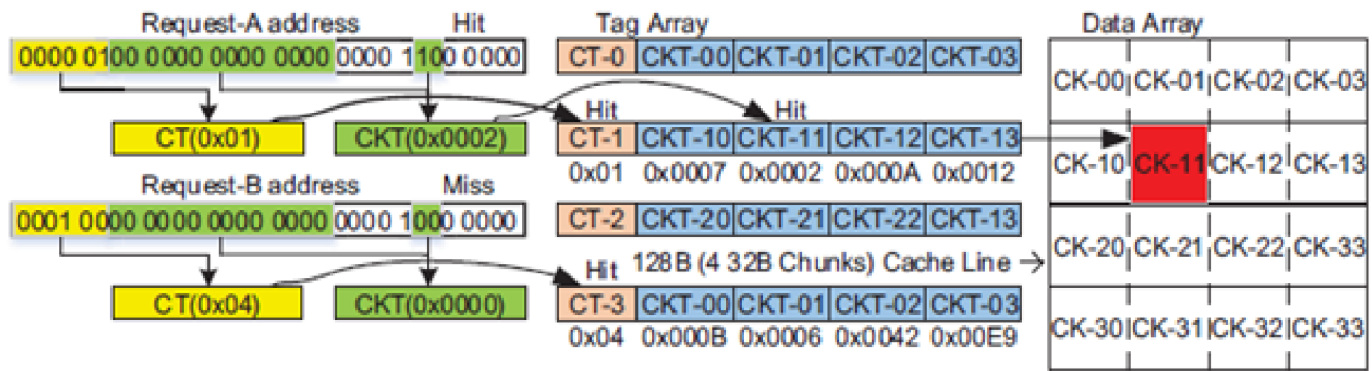 Request-A address Hit Tag Array Data Array
0000 0100 0000 0000 0000 0000 1100 0000 CT-0 CKT-00 CKT-01 CKT-02 CKT-03
CK-00 CK-01 CK-02 CK-03
Hit Hit
CT(0x01) CKT(0x0002) CT-1 CKT-10 CKT-11 CKT-12 CKT-13
CK-10 CK-11 CK-12 CK-13
0x01 0x0007 0x0002 0x000A 0x0012
Request-B address Miss
0001 0000 0000 0000 0000 0000 1000 0000 CT-2 CKT-20 CKT-21 CKT-22 CKT-13
CK-20 CK-21 CK-22 CK-33
Hit 128B (4 32B Chunks) Cache Line →
CT(0x04) CKT(0x0000) CT-3 CKT-00 CKT-01 CKT-02 CKT-03
CK-30 CK-31 CK-32 CK-33
0x04 0x000B 0x0006 0x0042 0x00E9